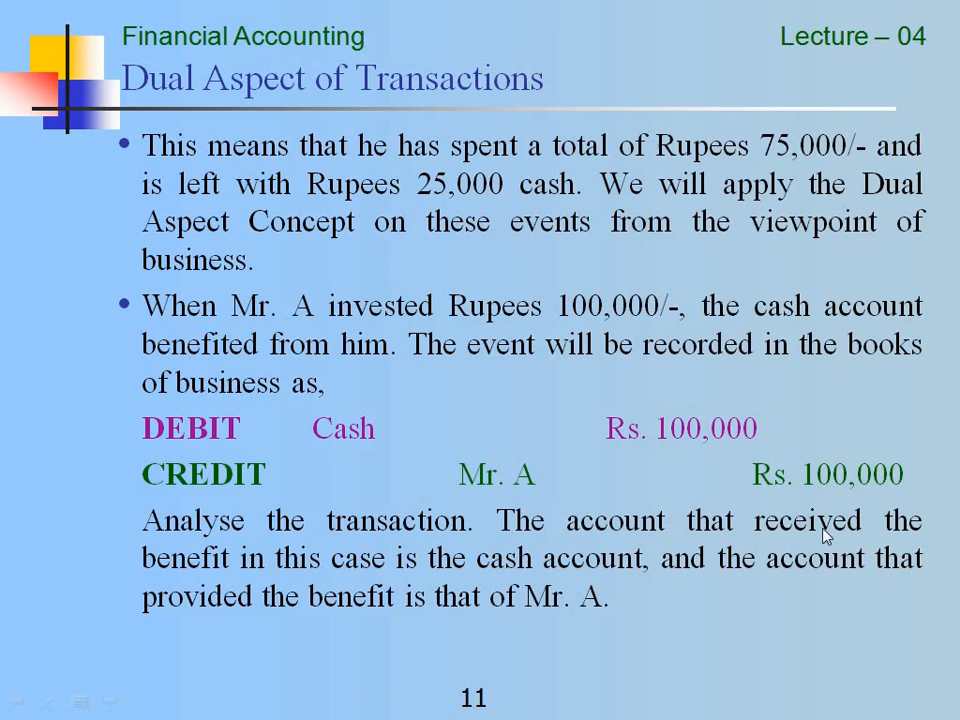 Financial Accounting
Lecture – 04
Dual Aspect of Transactions
• This means that he has spent a total of Rupees 75,000/- and
is left with Rupees 25,000 cash. We will apply the Dual
Aspect Concept on these events from the viewpoint of
business.
• When Mr. A invested Rupees 100,000/-, the cash account
benefited from him. The event will be recorded in the books
of business as,
DEBIT Cash Rs. 100,000
CREDIT Mr. A Rs. 100,000
Analyse the transaction. The account that received the
benefit in this case is the cash account, and the account that
provided the benefit is that of Mr. A.
11